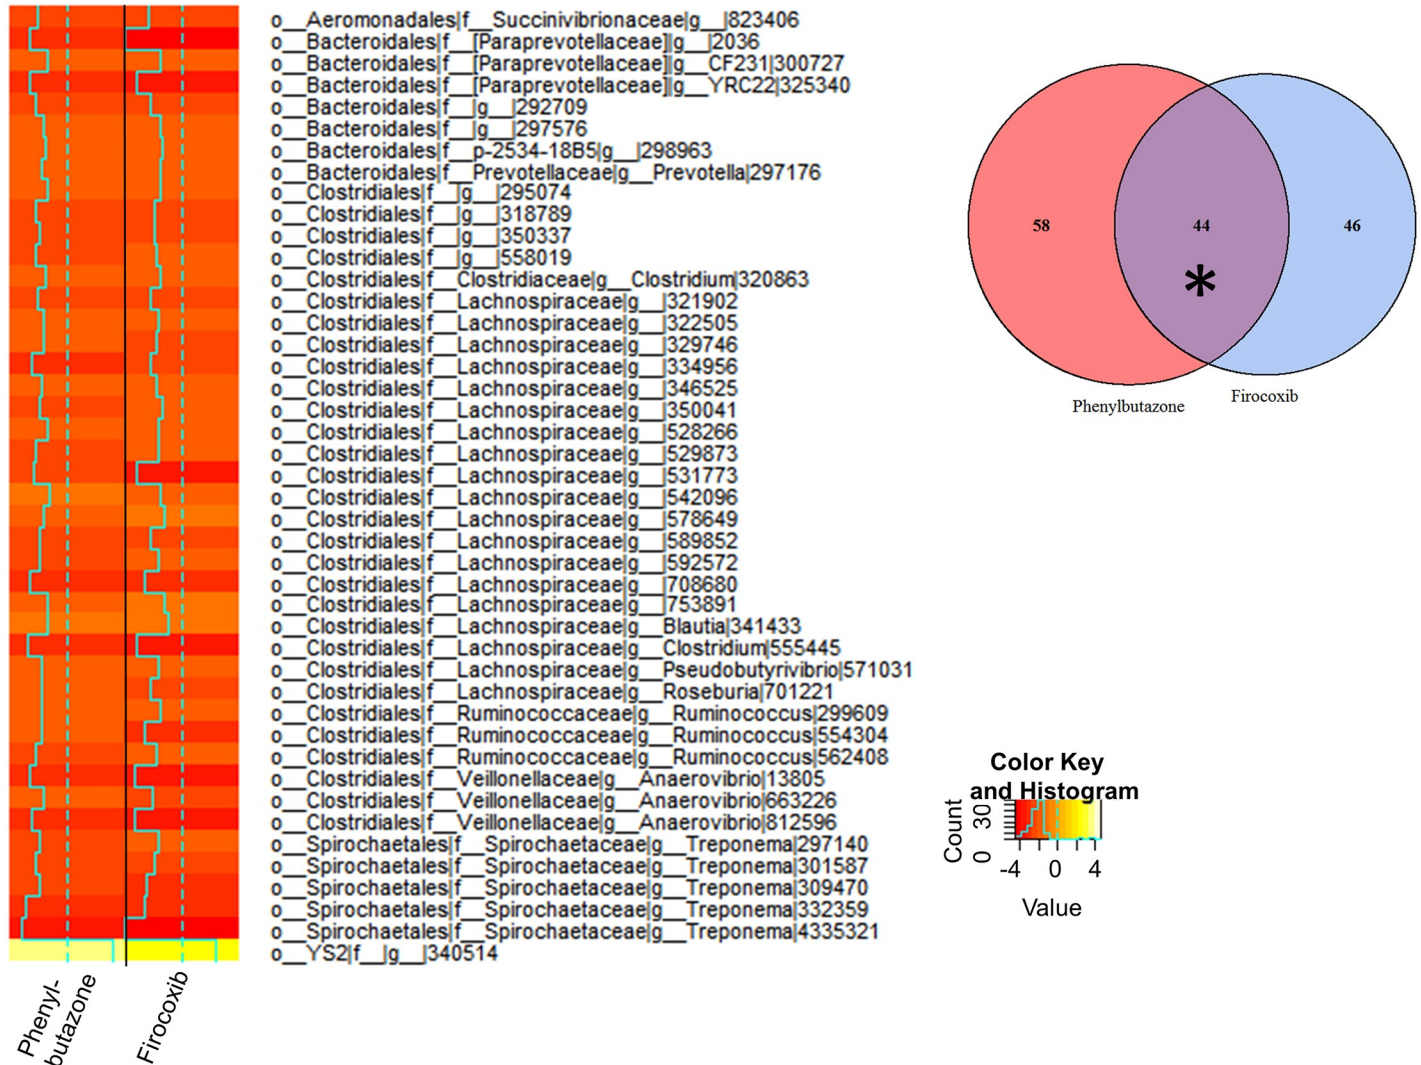 o__Aeromonadales|f__Succinivibrionaceae|g__|823406
o__Bacteroidales|f__[Paraprevotellaceae]|g__|2036
o__Bacteroidales|f__[Paraprevotellaceae]|g__CF231|300727
o__Bacteroidales|f__[Paraprevotellaceae]|g__YRC22|325340
o__Bacteroidales|f__|g__|292709
o__Bacteroidales|f__|g__|297576
o__Bacteroidales|f__p-2534-18B5|g__|298963
o__Bacteroidales|f__Prevotellaceae|g__Prevotella|297176
o__Clostridiales|f__|g__|295074
o__Clostridiales|f__|g__|318789
o__Clostridiales|f__|g__|350337
o__Clostridiales|f__|g__|558019
o__Clostridiales|f__Clostridiaceae|g__Clostridium|320863
o__Clostridiales|f__Lachnospiraceae|g__|321902
o__Clostridiales|f__Lachnospiraceae|g__|322505
o__Clostridiales|f__Lachnospiraceae|g__|329746
o__Clostridiales|f__Lachnospiraceae|g__|334956
o__Clostridiales|f__Lachnospiraceae|g__|346525
o__Clostridiales|f__Lachnospiraceae|g__|350041
o__Clostridiales|f__Lachnospiraceae|g__|528266
o__Clostridiales|f__Lachnospiraceae|g__|529873
o__Clostridiales|f__Lachnospiraceae|g__|531773
o__Clostridiales|f__Lachnospiraceae|g__|542096
o__Clostridiales|f__Lachnospiraceae|g__|578649
o__Clostridiales|f__Lachnospiraceae|g__|589852
o__Clostridiales|f__Lachnospiraceae|g__|592572
o__Clostridiales|f__Lachnospiraceae|g__|708680
o__Clostridiales|f__Lachnospiraceae|g__|753891
o__Clostridiales|f__Lachnospiraceae|g__Blautia|341433
o__Clostridiales|f__Lachnospiraceae|g__Clostridium|555445
o__Clostridiales|f__Lachnospiraceae|g__Pseudobutyrivibrio|571031
o__Clostridiales|f__Lachnospiraceae|g__Roseburia|701221
o__Clostridiales|f__Ruminococcaceae|g__Ruminococcus|299609
o__Clostridiales|f__Ruminococcaceae|g__Ruminococcus|554304
o__Clostridiales|f__Ruminococcaceae|g__Ruminococcus|562408
o__Clostridiales|f__Veillonellaceae|g__Anaerovibrio|13805
o__Clostridiales|f__Veillonellaceae|g__Anaerovibrio|663226
o__Clostridiales|f__Veillonellaceae|g__Anaerovibrio|812596
o__Spirochaetales|f__Spirochaetaceae|g__Treponema|297140
o__Spirochaetales|f__Spirochaetaceae|g__Treponema|301587
o__Spirochaetales|f__Spirochaetaceae|g__Treponema|309470
o__Spirochaetales|f__Spirochaetaceae|g__Treponema|332359
o__Spirochaetales|f__Spirochaetaceae|g__Treponema|4335321
o__YS2|f__|g__|340514
Phenyl-
butazone
Firocoxib
58
44
46
*
Phenylbutazone
Firocoxib
Color Key
and Histogram
Count
0 30
-4 0 4
Value